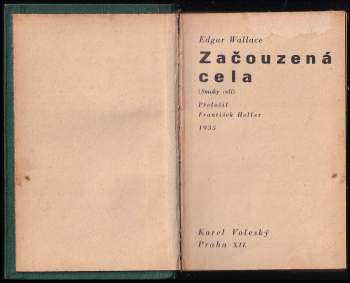 Edgar Wallace
Začouzená
cela
(Smoky cell)
Přeložil
František Heller
1935
Karel Voleský
Praha XII.